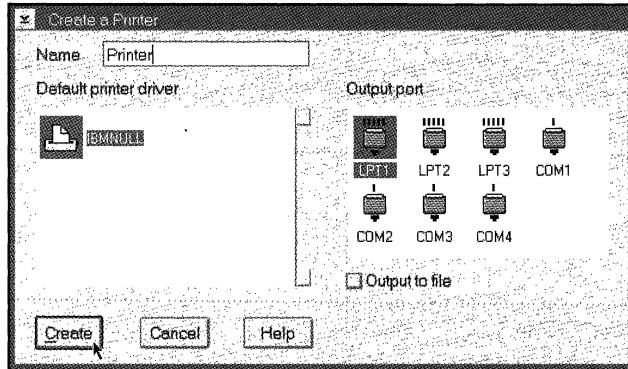 Create a Printer
Name Printer
Default printer driver
Output port
IBMNULL
LPT1 LPT2 LPT3 COM1
COM2 COM3 COM4
Output to file
Create Cancel Help